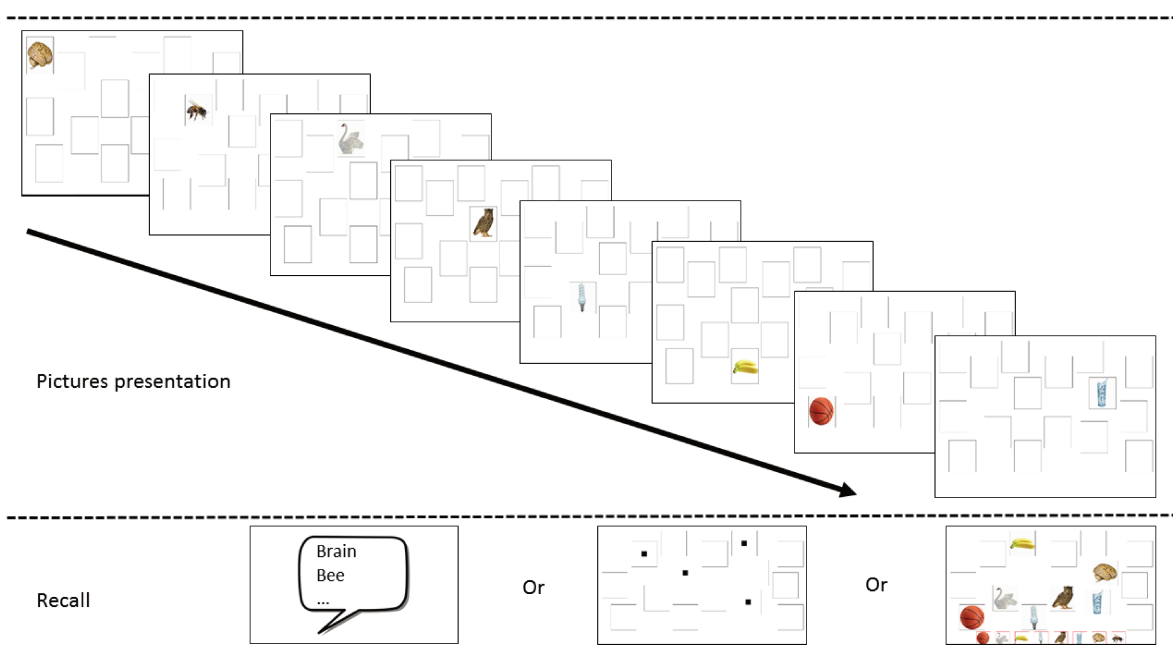 Pictures presentation
Recall
Brain
Bee
...
Or
Or